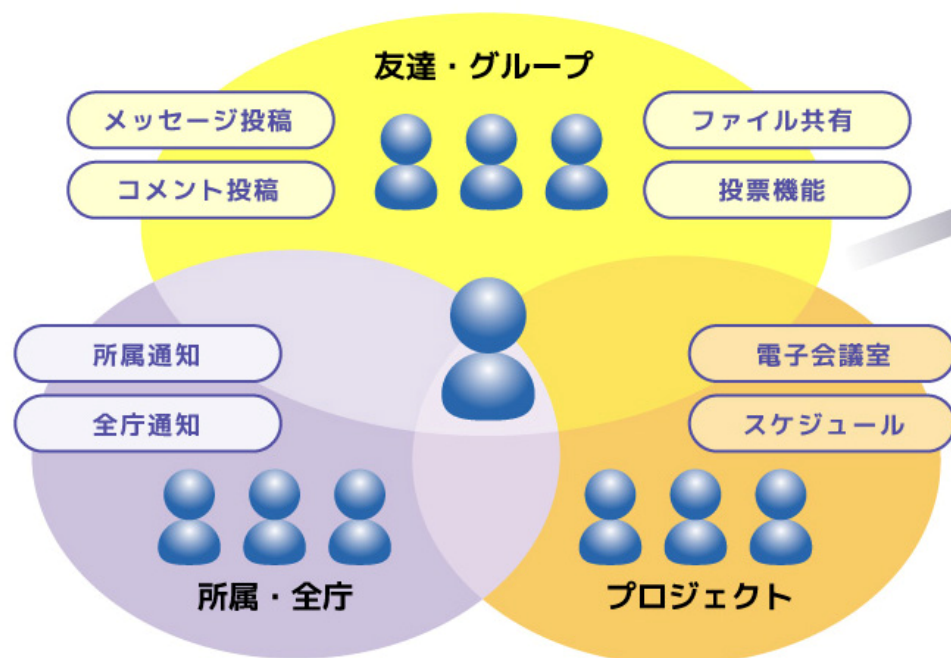 友達・グループ
メッセージ投稿
ファイル共有
コメント投稿
投票機能
所属通知
電子会議室
全庁通知
スケジュール
所属・全庁
プロジェクト